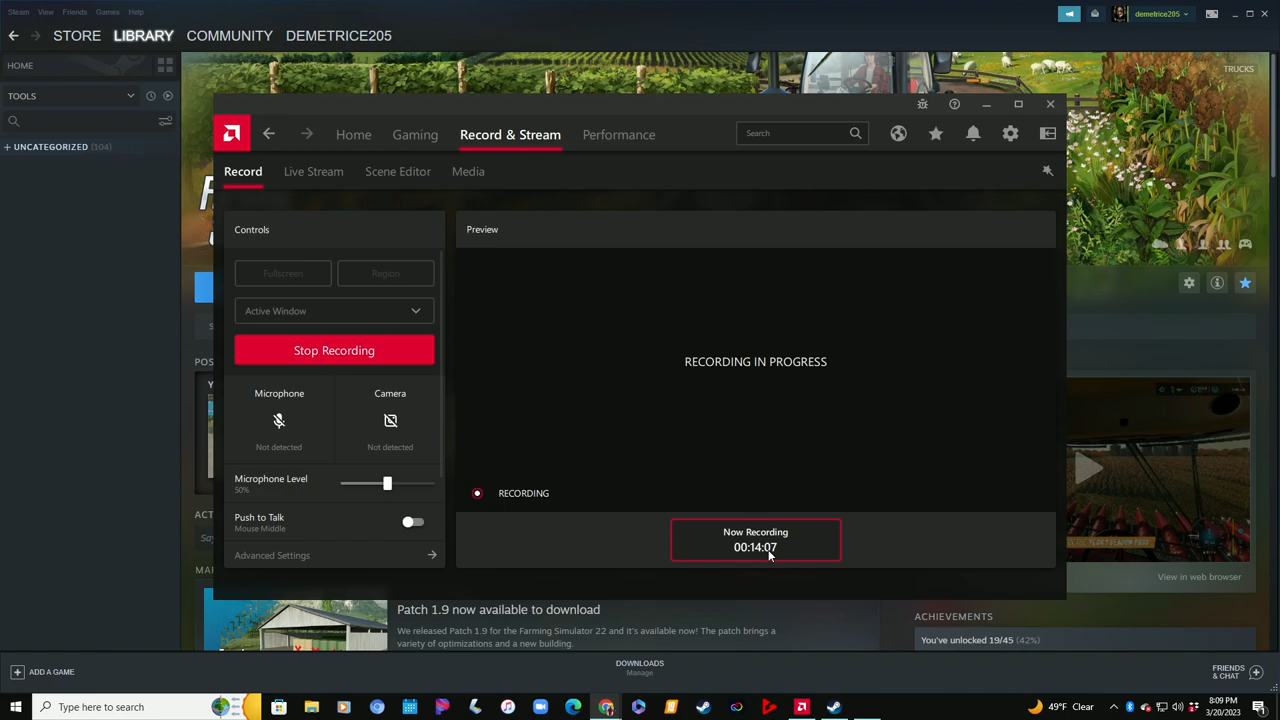 Steam View Friends Games Help
demetrice205
STORE LIBRARY COMMUNITY DEMETRICE205
HOME
TRUCKS
TOOLS
UNCATEGORIZED (104)
Home Gaming Record & Stream Performance
Search
Record Live Stream Scene Editor Media
Controls
Preview
Fullscreen Region
Active Window
Stop Recording
RECORDING IN PROGRESS
Microphone Camera
Not detected Not detected
Microphone Level
50%
RECORDING
Push to Talk
Mouse Middle
Now Recording
00:14:07
Advanced Settings
View in web browser
Patch 1.9 now available to download
We released Patch 1.9 for the Farming Simulator 22 and it's available now! The patch brings a
variety of optimizations and a new building.
ACHIEVEMENTS
You've unlocked 19/45 (42%)
ADD A GAME
DOWNLOADS
Manage
FRIENDS
& CHAT
Type here to search
49°F Clear
8:09 PM
3/20/2023